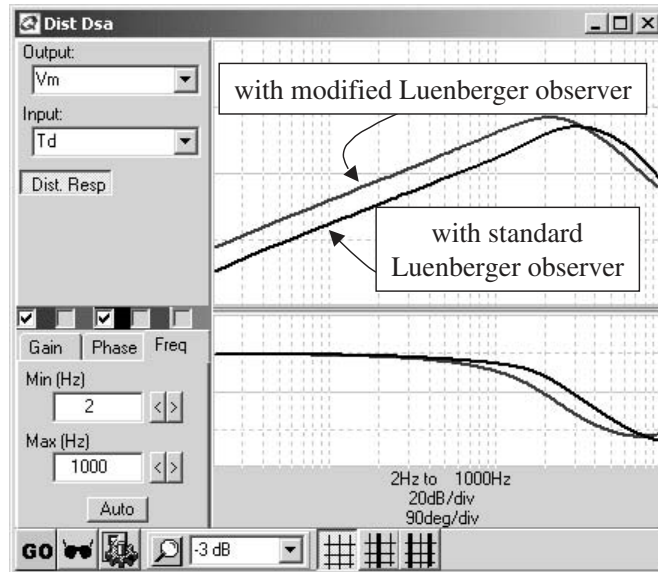 Dist Dsa
Output:
Vm
Input:
Td
Dist. Resp
Gain Phase Freq
Min (Hz)
2
< >
Max (Hz)
1000
< >
Auto
with modified Luenberger observer
with standard
Luenberger observer
2Hz to 1000Hz
20dB/div
90deg/div
GO
-3 dB